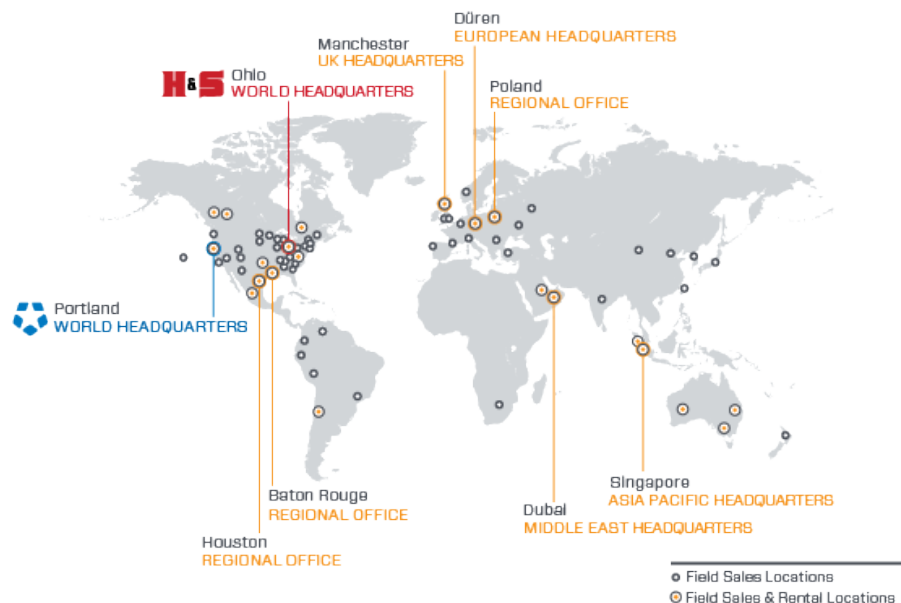 Düren
EUROPEAN HEADQUARTERS
Manchester
UK HEADQUARTERS
H&S
Ohio
WORLD HEADQUARTERS
Poland
REGIONAL OFFICE
Portland
WORLD HEADQUARTERS
Baton Rouge
REGIONAL OFFICE
Houston
REGIONAL OFFICE
Singapore
ASIA PACIFIC HEADQUARTERS
Dubai
MIDDLE EAST HEADQUARTERS
Field Sales Locations
Field Sales & Rental Locations